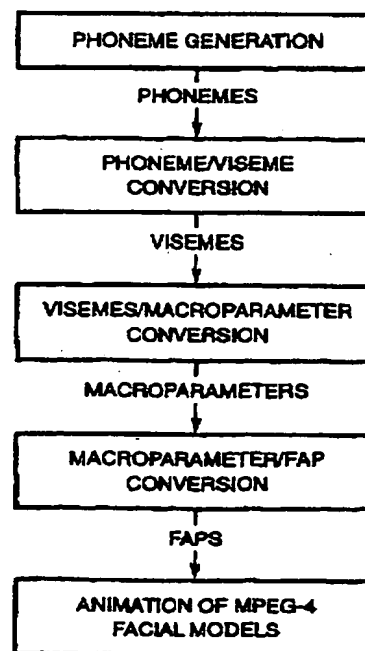 PHONEME GENERATION
PHONEMES
PHONEME/VISEME
CONVERSION
VISEMES
VISEMES/MACROPARAMETER
CONVERSION
MACROPARAMETERS
MACROPARAMETER/FAP
CONVERSION
FAPS
ANIMATION OF MPEG-4
FACIAL MODELS